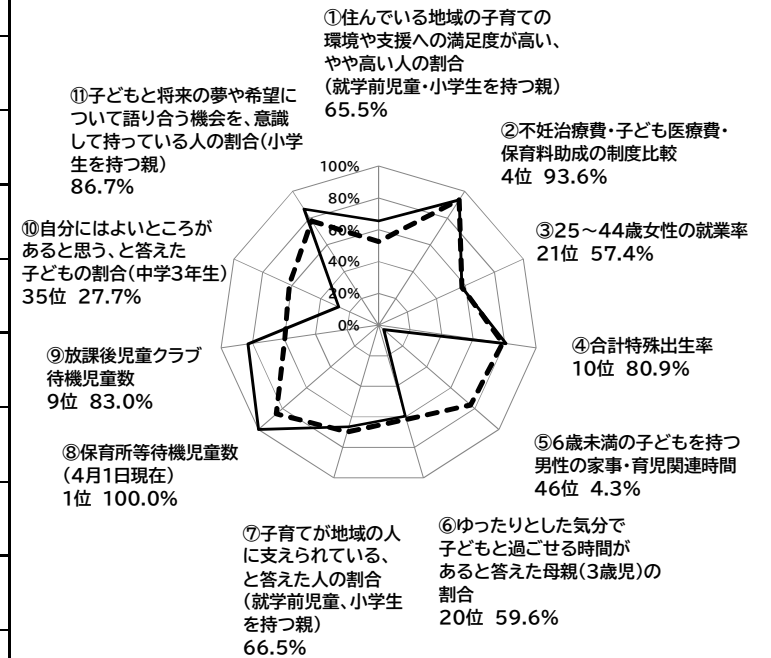 ①住んでいる地域の子育ての
環境や支援への満足度が高い、
やや高い人の割合
（就学前児童・小学生を持つ親）
65.5%
②不妊治療費・子ども医療費・
保育料助成の制度比較
4位 93.6%
③25～44歳女性の就業率
21位 57.4%
④合計特殊出生率
10位 80.9%
⑤6歳未満の子どもを持つ
男性の家事・育児関連時間
46位 4.3%
⑥ゆったりとした気分で
子どもと過ごせる時間が
あると答えた母親（3歳児）の
割合
20位 59.6%
⑦子育てが地域の人
に支えられている、
と答えた人の割合
（就学前児童、小学生
を持つ親）
66.5%
⑧保育所等待機児童数
（4月1日現在）
1位 100.0%
⑨放課後児童クラブ
待機児童数
9位 83.0%
⑩自分にはよいところが
あると思う、と答えた
子どもの割合（中学3年生）
35位 27.7%
⑪子どもと将来の夢や希望に
ついて語り合う機会を、意識
して持っている人の割合（小学
生を持つ親）
86.7%
100%
80%
60%
40%
20%
0%